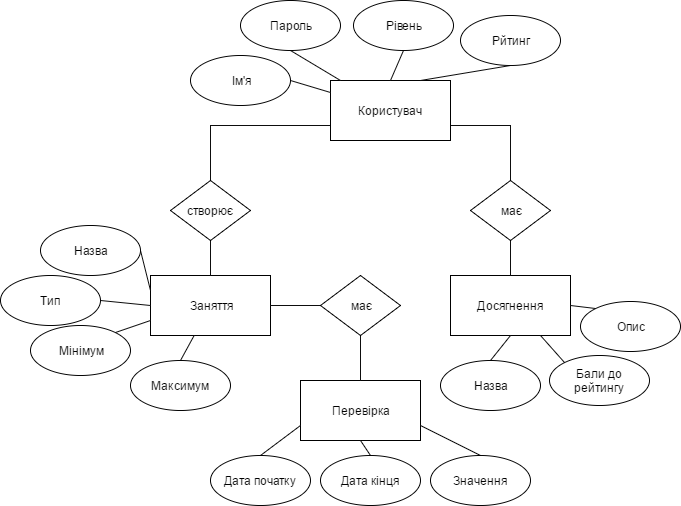 Пароль
Рівень
Рйтинг
Ім'я
Користувач
створює
має
Назва
Тип
Заняття
має
Досягнення
Опис
Мінімум
Максимум
Назва
Бали до
рейтингу
Перевірка
Дата початку
Дата кінця
Значення